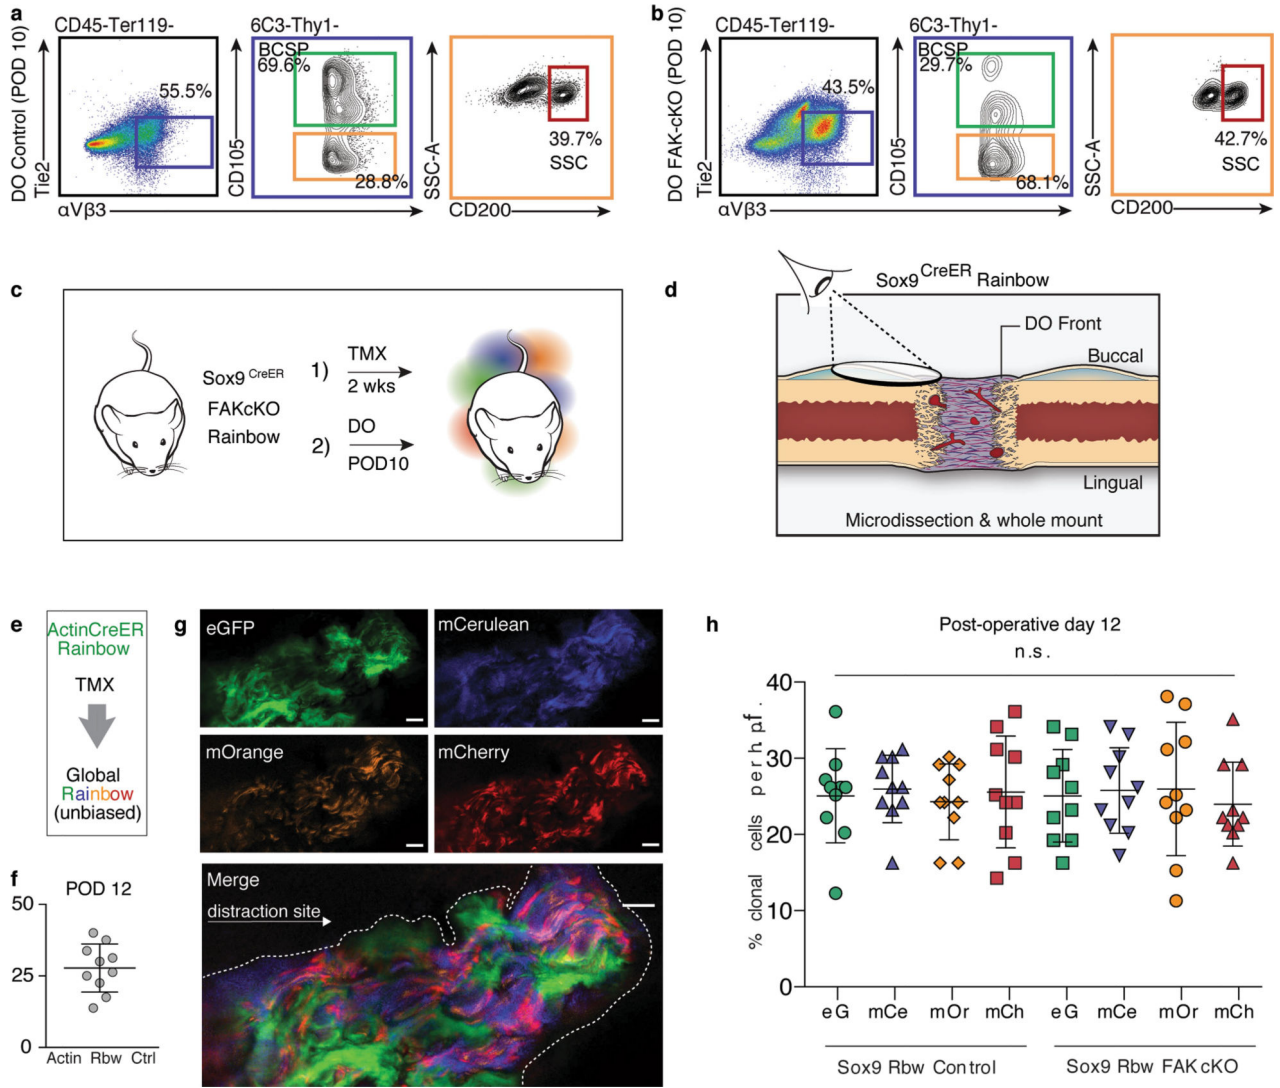 a
DO Control (POD 10)
CD45-Ter119-
55.5%
Tie2
αVβ3
6C3-Thy1-
BCSP
69.6%
28.8%
CD105
SSC-A
39.7%
SSC
CD200
b
DO FAK-cKO (POD 10)
CD45-Ter119-
43.5%
Tie2
αVβ3
6C3-Thy1-
BCSP
29.7%
68.1%
CD105
SSC-A
42.7%
SSC
CD200
c
Sox9 CreER
FAKcKO
Rainbow
1)
TMX
2 wks
2)
DO
POD10
d
Sox9CreER Rainbow
DO Front
Buccal
Lingual
Microdissection & whole mount
e
ActinCreER
Rainbow
TMX
Global
Rainbow
(unbiased)
f
POD 12
50
25
0
Actin Rbw Ctrl
g
eGFP
mCerulean
mOrange
mCherry
Merge
distraction site
h
Post-operative day 12
n.s.
% clonal cells per h.p.f.
40
30
20
10
0
eG mCe mOr mCh eG mCe mOr mCh
Sox9 Rbw Control
Sox9 Rbw FAKcKO